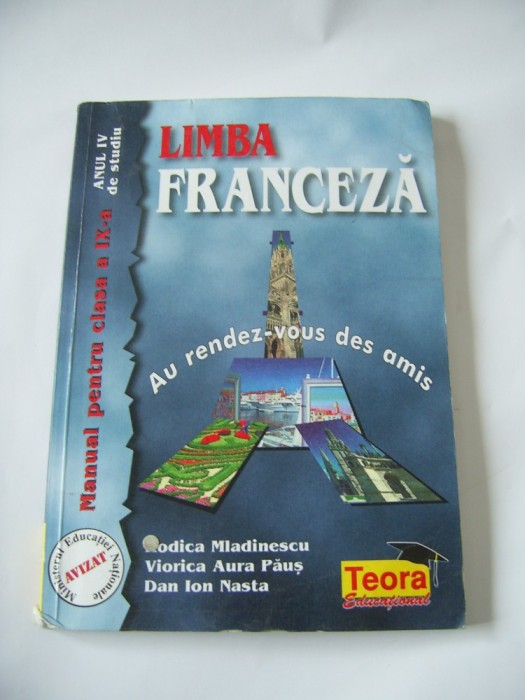 LIMBA
FRANCEZĂ
ANUL IV
de studiu
Manual pentru clasa a IX-a
Au rendez-vous des amis
Ministerul Educației Naționale
AVIZAT
Rodica Mladinescu
Viorica Aura Păuș
Dan Ion Nasta
Teora
Educațional